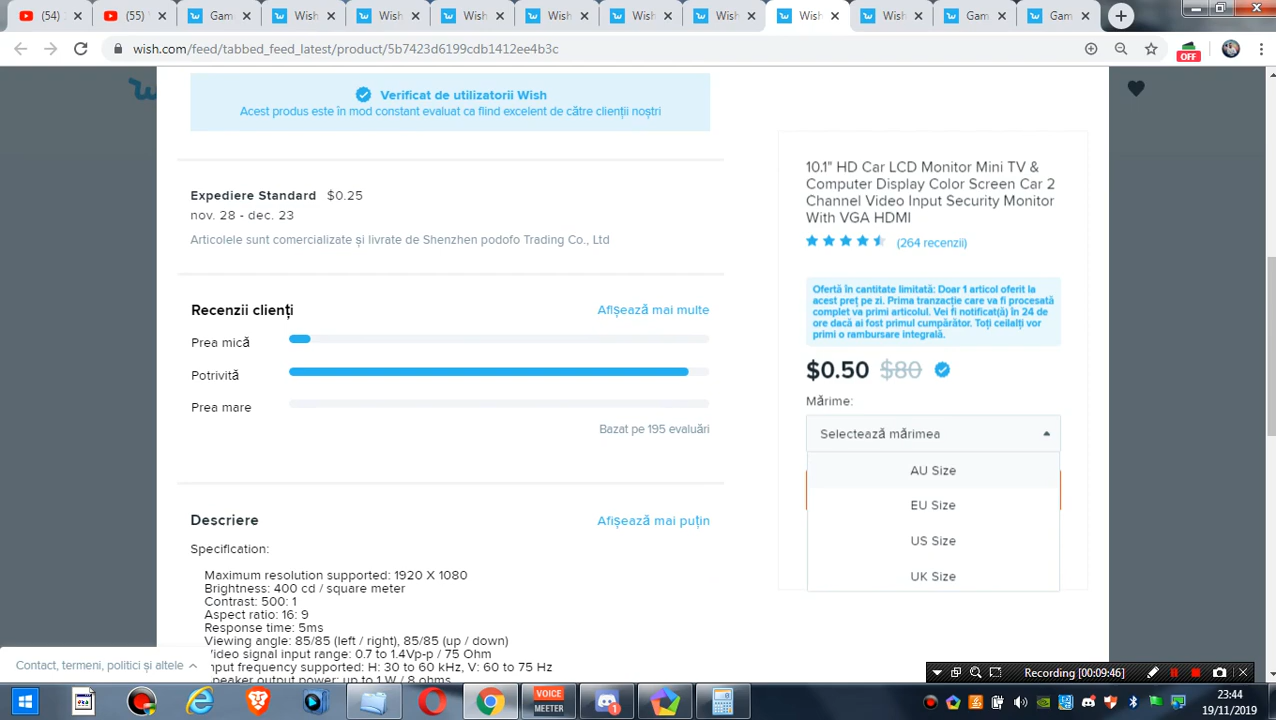 (54)
(55)
Gam
Wish
Wish
Wish
Wish
Wish
Wish
Wish
Wish
Gam
Gam
wish.com/feed/tabbed_feed_latest/product/5b7423d6199cdb1412ee4b3c
OFF
Verificat de utilizatorii Wish
Acest produs este în mod constant evaluat ca fiind excelent de către clienții noștri
Expediere Standard $0.25
nov. 28 - dec. 23
Articolele sunt comercializate și livrate de Shenzhen podofo Trading Co., Ltd
Recenzii clienți
Afișează mai multe
Prea mică
Potrivită
Prea mare
Bazat pe 195 evaluări
Descriere
Afișează mai puțin
Specification:
Maximum resolution supported: 1920 X 1080
Brightness: 400 cd / square meter
Contrast: 500: 1
Aspect ratio: 16: 9
Response time: 5ms
Viewing angle: 85/85 (left / right), 85/85 (up / down)
Video signal input range: 0.7 to 1.4Vp-p / 75 Ohm
Input frequency supported: H: 30 to 60 kHz, V: 60 to 75 Hz
Speaker output power: up to 1 W / 8 ohms
10.1" HD Car LCD Monitor Mini TV &
Computer Display Color Screen Car 2
Channel Video Input Security Monitor
With VGA HDMI
(264 recenzii)
Ofertă în cantitate limitată: Doar 1 articol oferit la
acest preț pe zi. Prima tranzacție care va fi procesată
complet va primi articolul. Vei fi notificat(ă) în 24 de
ore dacă ai fost primul cumpărător. Toți ceilalți vor
primi o rambursare integrală.
$0.50 $80
Mărime:
Selectează mărimea
AU Size
EU Size
US Size
UK Size
Contact, termeni, politici și altele
Recording [00:09:46]
VOICE
MEETER
23:44
19/11/2019